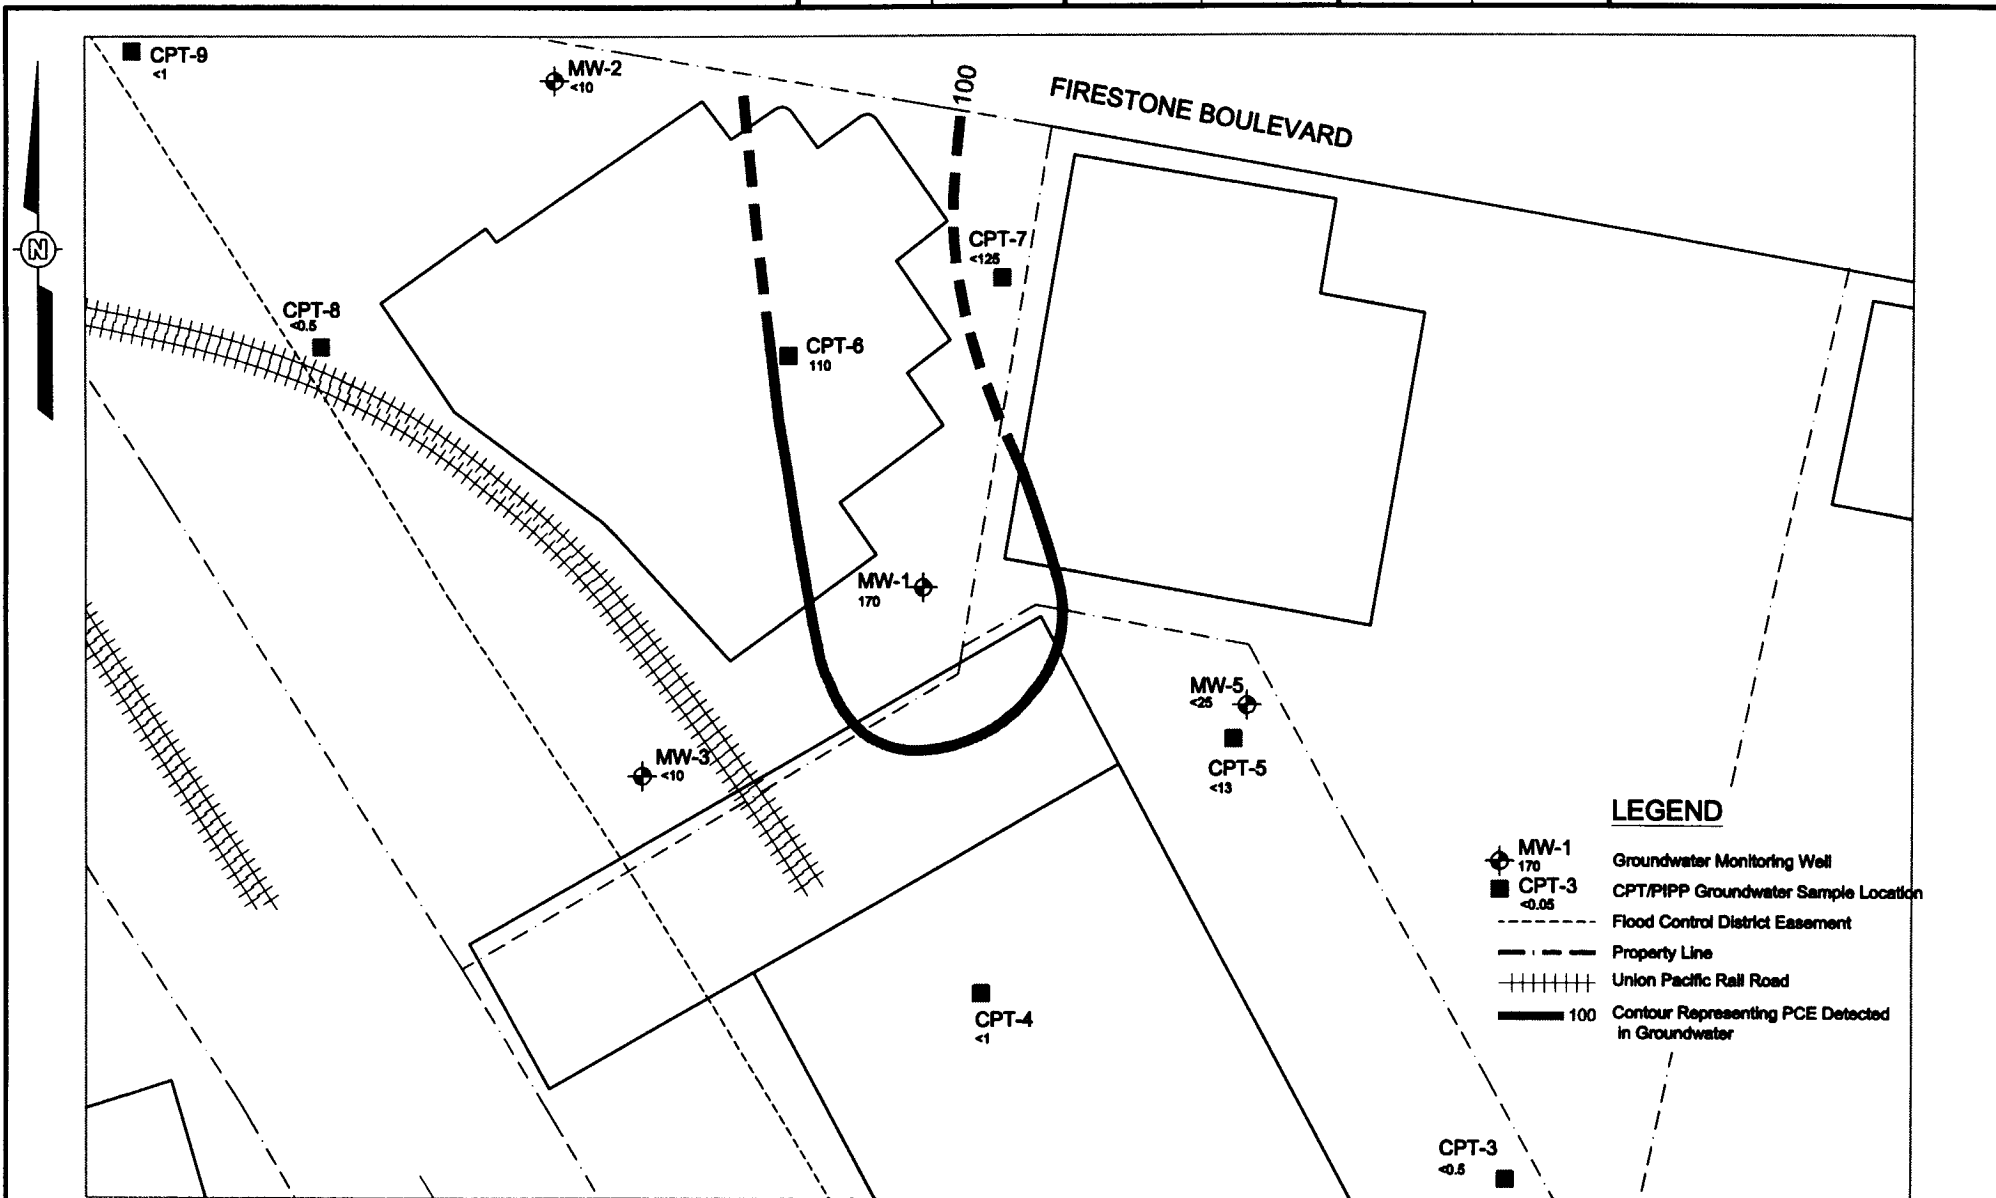 CPT-9
<1
MW-2
<10
100
FIRESTONE BOULEVARD
N
CPT-7
<125
CPT-8
<0.5
CPT-6
110
MW-1
170
MW-5
<25
CPT-5
<13
MW-3
<10
CPT-4
<1
CPT-3
<0.5
LEGEND
MW-1
170
Groundwater Monitoring Well
CPT-3
<0.05
CPT/PIPP Groundwater Sample Location
Flood Control District Easement
Property Line
Union Pacific Rail Road
100
Contour Representing PCE Detected
in Groundwater